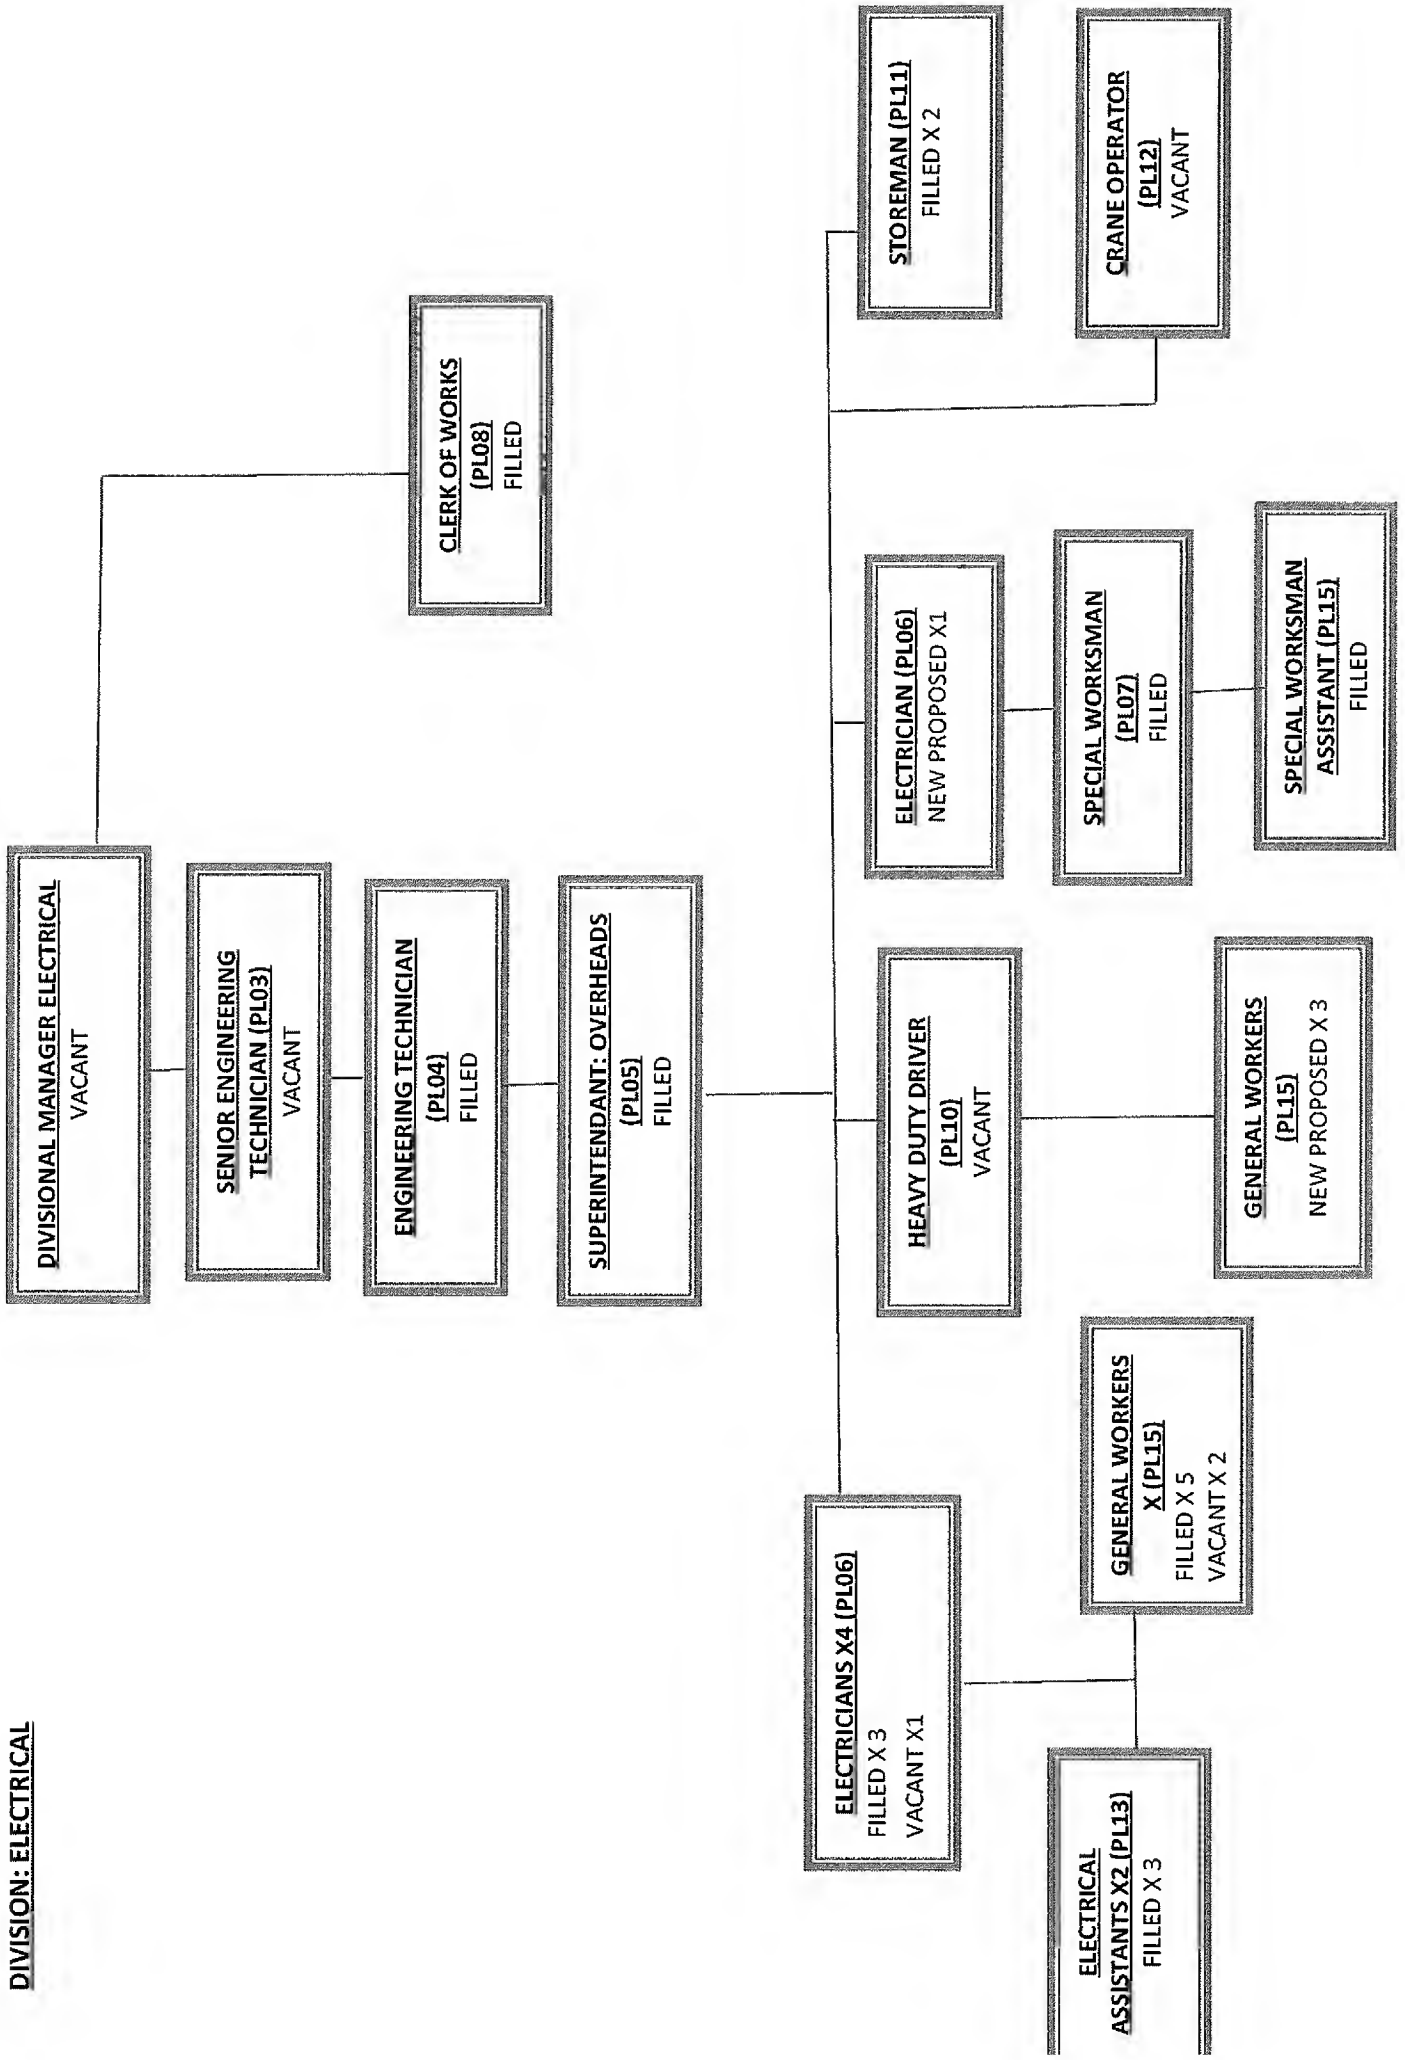 DIVISION: ELECTRICAL
DIVISIONAL MANAGER ELECTRICAL
VACANT
SENIOR ENGINEERING
TECHNICIAN (PL03)
VACANT
CLERK OF WORKS
(PL08)
FILLED
ENGINEERING TECHNICIAN
(PL04)
FILLED
SUPERINTENDANT: OVERHEADS
(PL05)
FILLED
ELECTRICIANS X4 (PL06)
FILLED X 3
VACANT X1
HEAVY DUTY DRIVER
(PL10)
VACANT
ELECTRICIAN (PL06)
NEW PROPOSED X1
STOREMAN (PL11)
FILLED X 2
ELECTRICAL
ASSISTANTS X2 (PL13)
FILLED X 3
GENERAL WORKERS
X (PL15)
FILLED X 5
VACANT X 2
GENERAL WORKERS
(PL15)
NEW PROPOSED X 3
SPECIAL WORKSMAN
(PL07)
FILLED
CRANE OPERATOR
(PL12)
VACANT
SPECIAL WORKSMAN
ASSISTANT (PL15)
FILLED